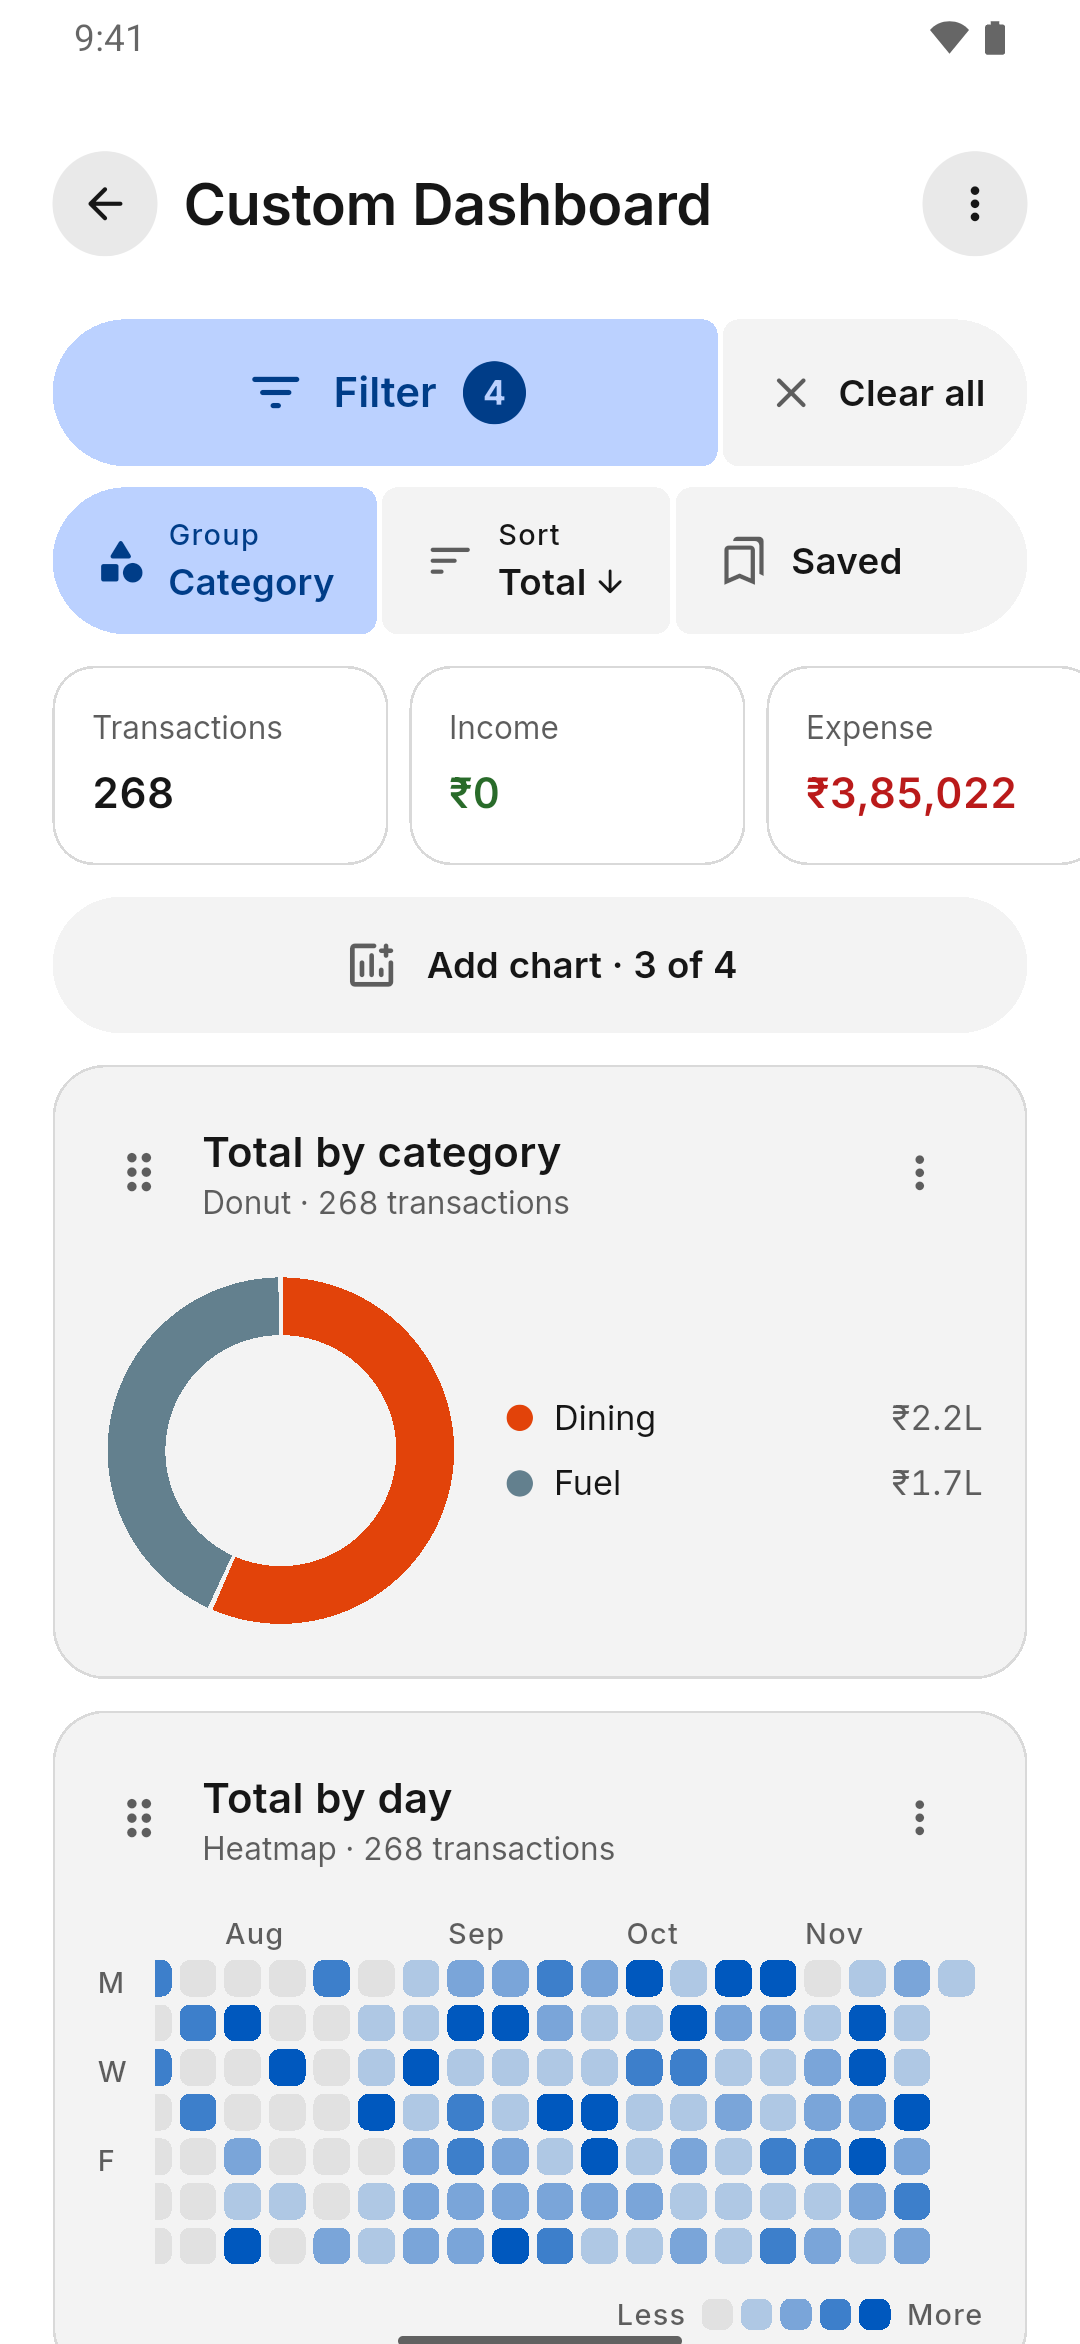 9:41
Custom Dashboard
Filter 4
Clear all
Group
Category
Sort
Total ↓
Saved
Transactions
268
Income
₹0
Expense
₹3,85,022
Add chart · 3 of 4
Total by category
Donut · 268 transactions
Dining ₹2.2L
Fuel ₹1.7L
Total by day
Heatmap · 268 transactions
Aug Sep Oct Nov
M
W
F
Less More